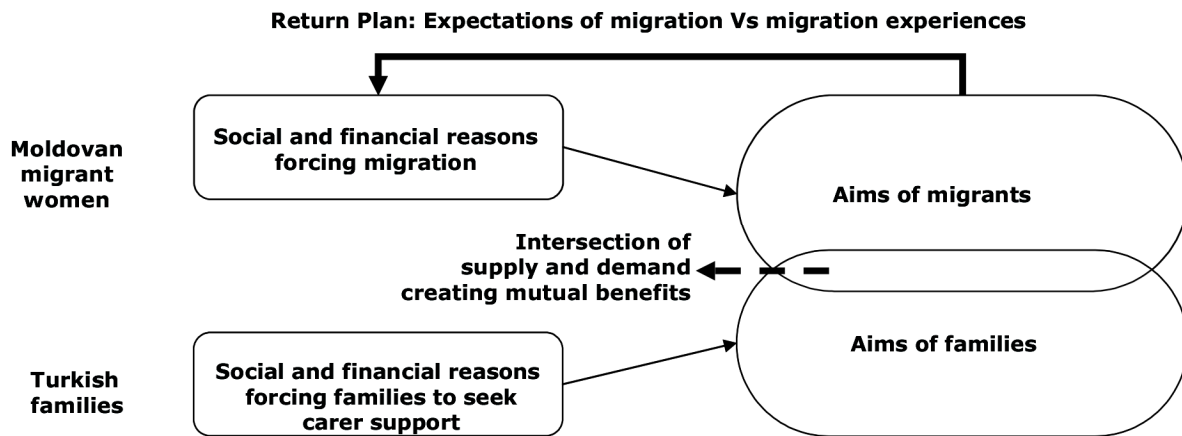 Return Plan: Expectations of migration Vs migration experiences
Moldovan
migrant
women
Social and financial reasons
forcing migration
Aims of migrants
Intersection of
supply and demand
creating mutual benefits
Turkish
families
Social and financial reasons
forcing families to seek
carer support
Aims of families